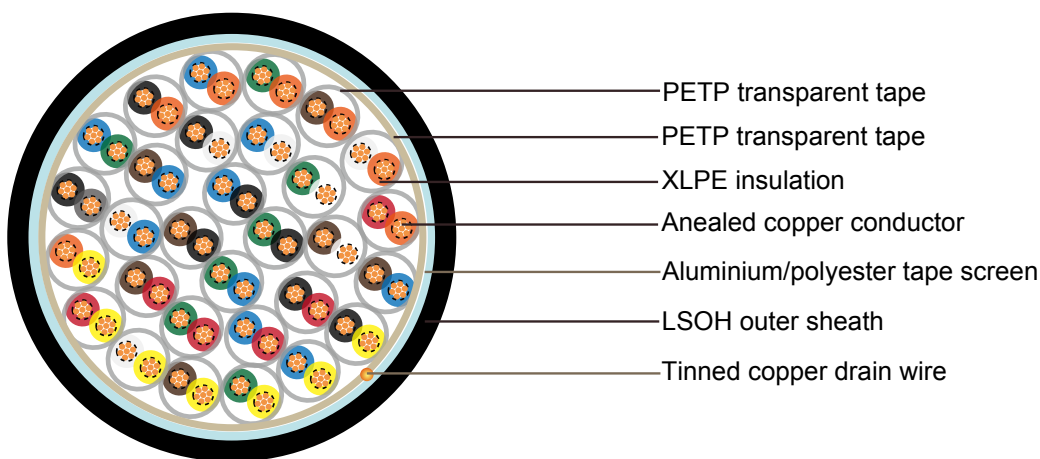 PETP transparent tape
PETP transparent tape
XLPE insulation
Anealed copper conductor
Aluminium/polyester tape screen
LSOH outer sheath
Tinned copper drain wire